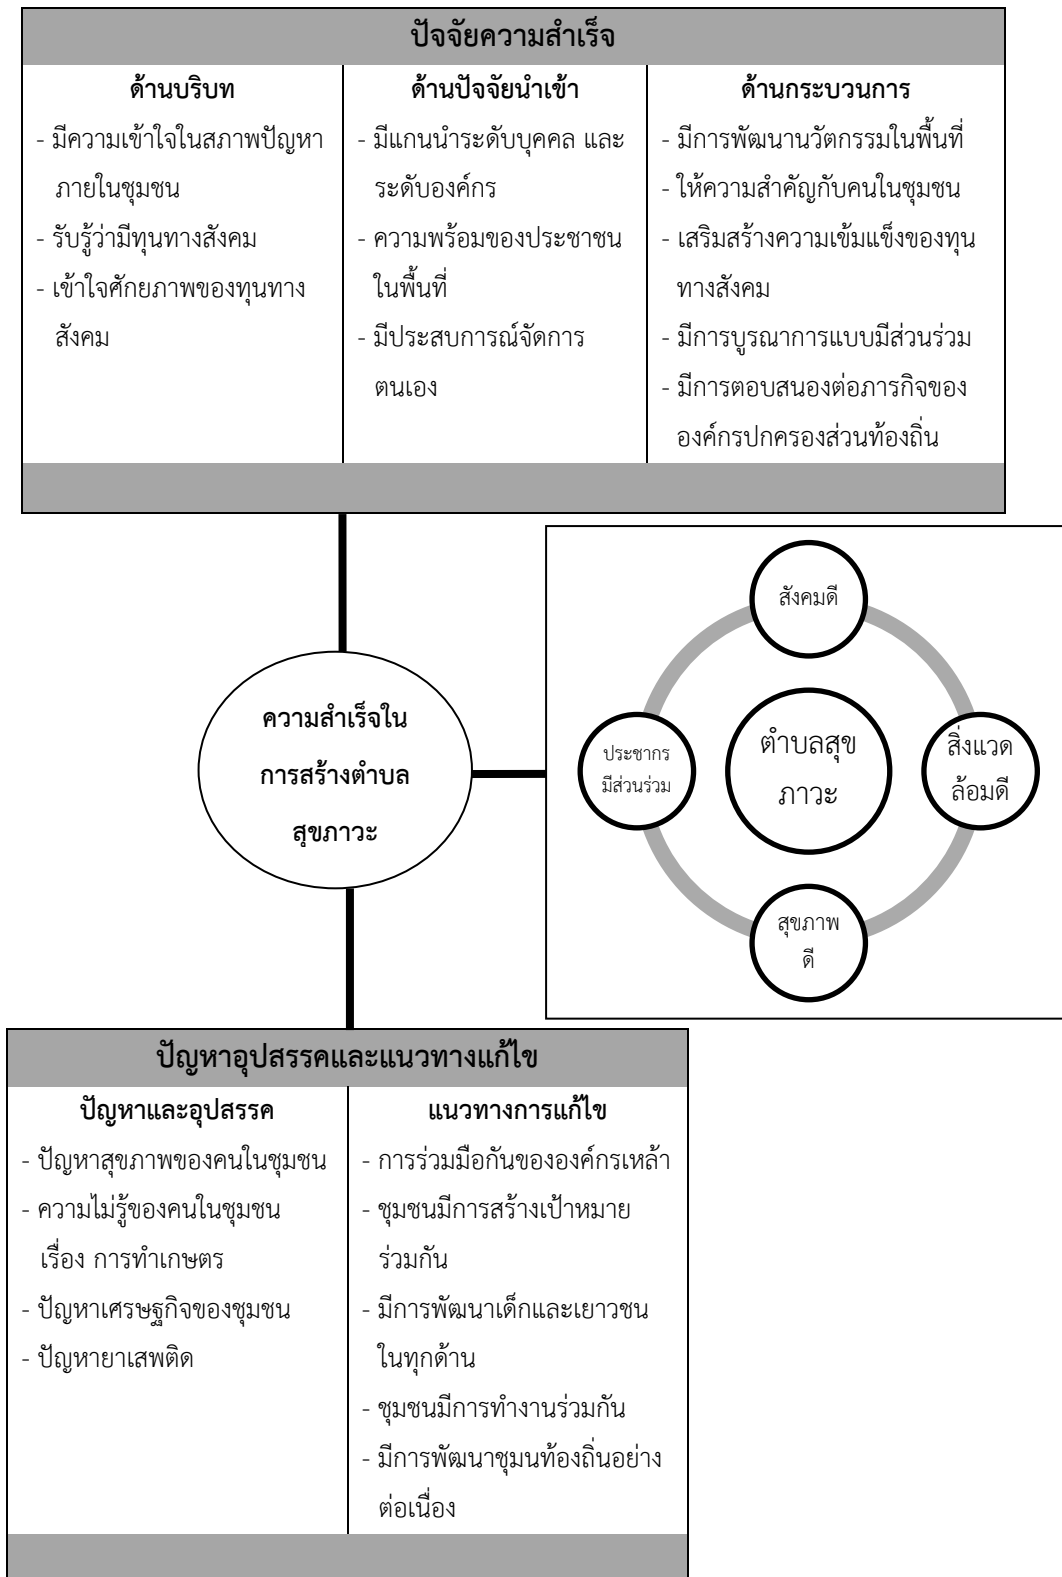 ปัจจัยความสำเร็จ
ด้านบริบท
- มีความเข้าใจในสภาพปัญหา
ภายในชุมชน
- รับรู้ว่ามีทุนทางสังคม
- เข้าใจศักยภาพของทุนทาง
สังคม
ด้านปัจจัยนำเข้า
- มีแกนนำระดับบุคคล และ
ระดับองค์กร
- ความพร้อมของประชาชน
ในพื้นที่
- มีประสบการณ์จัดการ
ตนเอง
ด้านกระบวนการ
- มีการพัฒนานวัตกรรมในพื้นที่
- ให้ความสำคัญกับคนในชุมชน
- เสริมสร้างความเข้มแข็งของทุน
ทางสังคม
- มีการบูรณาการแบบมีส่วนร่วม
- มีการตอบสนองต่อภารกิจของ
องค์กรปกครองส่วนท้องถิ่น
ความสำเร็จใน
การสร้างตำบล
สุขภาวะ
สังคมดี
ประชากร
มีส่วนร่วม
ตำบลสุข
ภาวะ
สิ่งแวด
ล้อมดี
สุขภาพ
ดี
ปัญหาอุปสรรคและแนวทางแก้ไข
ปัญหาและอุปสรรค
- ปัญหาสุขภาพของคนในชุมชน
- ความไม่รู้ของคนในชุมชน
เรื่อง การทำเกษตร
- ปัญหาเศรษฐกิจของชุมชน
- ปัญหายาเสพติด
แนวทางการแก้ไข
- การร่วมมือกันขององค์กรเหล้า
- ชุมชนมีการสร้างเป้าหมาย
ร่วมกัน
- มีการพัฒนาเด็กและเยาวชน
ในทุกด้าน
- ชุมชนมีการทำงานร่วมกัน
- มีการพัฒนาชุมนท้องถิ่นอย่าง
ต่อเนื่อง